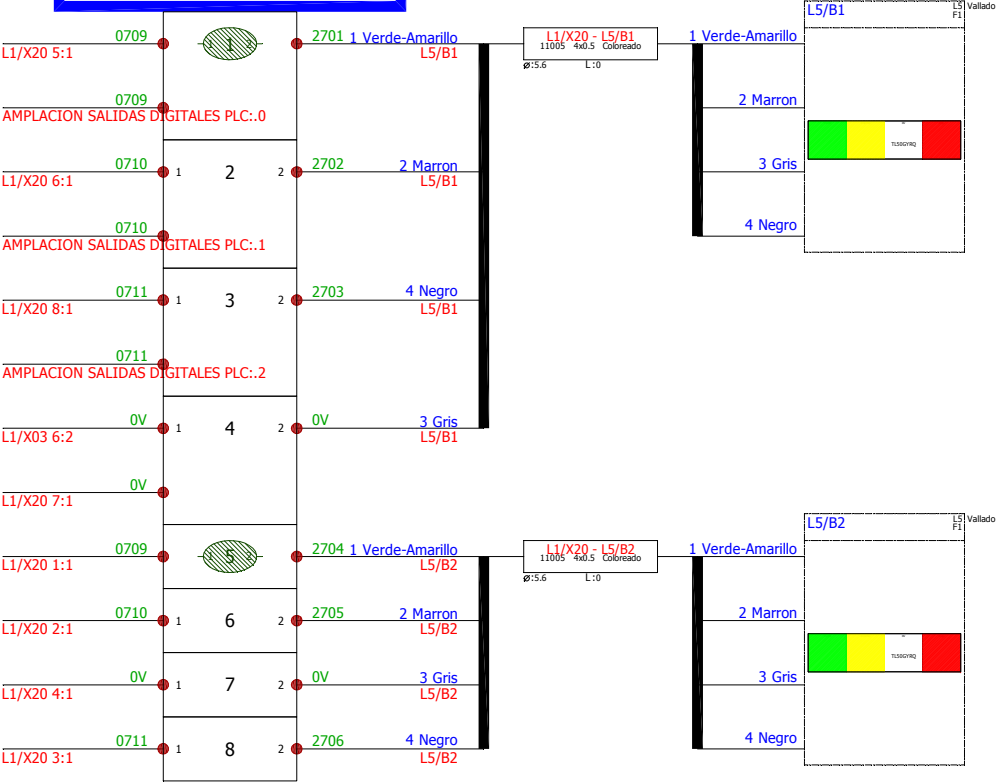 L5/B1
L5
F1
Vallado
0709
1
2701
1 Verde-Amarillo
L1/X20 5:1
L5/B1
L1/X20 - L5/B1
11005 4x0.5 Coloreado
ø:5.6 L:0
1 Verde-Amarillo
0709
AMPLACION SALIDAS DIGITALES PLC:.0
2 Marron
TL50GYRQ
0710
1
2
2
2702
2 Marron
L1/X20 6:1
L5/B1
3 Gris
0710
AMPLACION SALIDAS DIGITALES PLC:.1
4 Negro
0711
1
3
2
2703
4 Negro
L1/X20 8:1
L5/B1
0711
AMPLACION SALIDAS DIGITALES PLC:.2
0V
1
4
2
0V
3 Gris
L1/X03 6:2
L5/B1
0V
L1/X20 7:1
L5/B2
L5
F1
Vallado
0709
5
2704
1 Verde-Amarillo
L1/X20 1:1
L5/B2
L1/X20 - L5/B2
11005 4x0.5 Coloreado
ø:5.6 L:0
1 Verde-Amarillo
0710
1
6
2
2705
2 Marron
L1/X20 2:1
L5/B2
2 Marron
TL50GYRQ
0V
1
7
2
0V
3 Gris
L1/X20 4:1
L5/B2
3 Gris
0711
1
8
2
2706
4 Negro
L1/X20 3:1
L5/B2
4 Negro